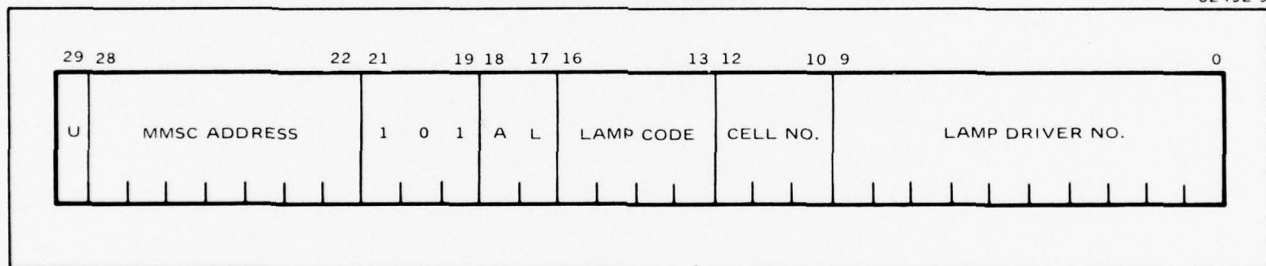 29 28 22 21 19 18 17 16 13 12 10 9 0
U MMSC ADDRESS 1 0 1 A L LAMP CODE CELL NO. LAMP DRIVER NO.